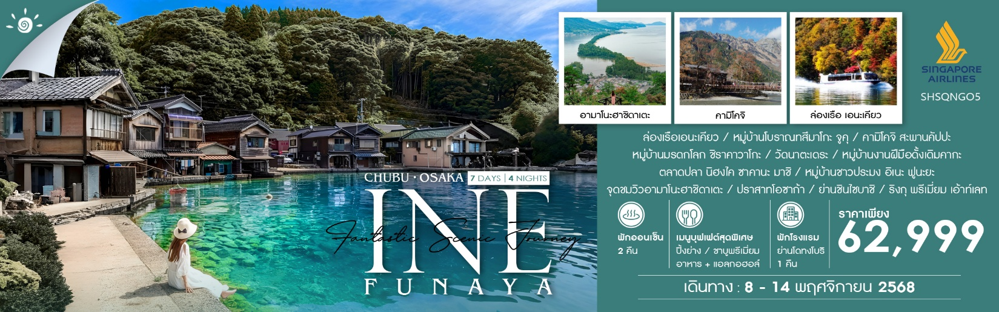 อามาโนะฮาชิดาเตะ
คามิโคจิ
ล่องเรือ เอนะเคียว
SINGAPORE
AIRLINES
SHSQNGO5
ล่องเรือเอนะเคียว / หมู่บ้านโบราณทสึมาโกะ จูคุ / คามิโคจิ สะพานคัปปะ
หมู่บ้านมรดกโลก ชิราคาวาโกะ / วัดนาตะเดระ / หมู่บ้านงานฝีมือดั้งเดิมคากะ
ตลาดปลา นิฮงไค ซาคานะ มาชิ / หมู่บ้านชาวประมง อิเนะ ฟูนะยะ
จุดชมวิวอามาโนะฮาชิดาเตะ / ปราสาทโอซาก้า / ย่านชินไซบาชิ / ริงกุ พรีเมี่ยม เอ้าท์เลท
CHUBU • OSAKA 7 DAYS | 4 NIGHTS
INE
Fantastic Scenic Journey
FUNAYA
พักออนเซ็น
2 คืน
เมนูบุฟเฟต์สุดพิเศษ
ปิ้งย่าง / ชาบูพรีเมี่ยม
อาหาร + แอลกอฮอล์
พักโรงแรม
ย่านโดทงโบริ
1 คืน
ราคาเพียง
62,999
เดินทาง : 8 - 14 พฤศจิกายน 2568